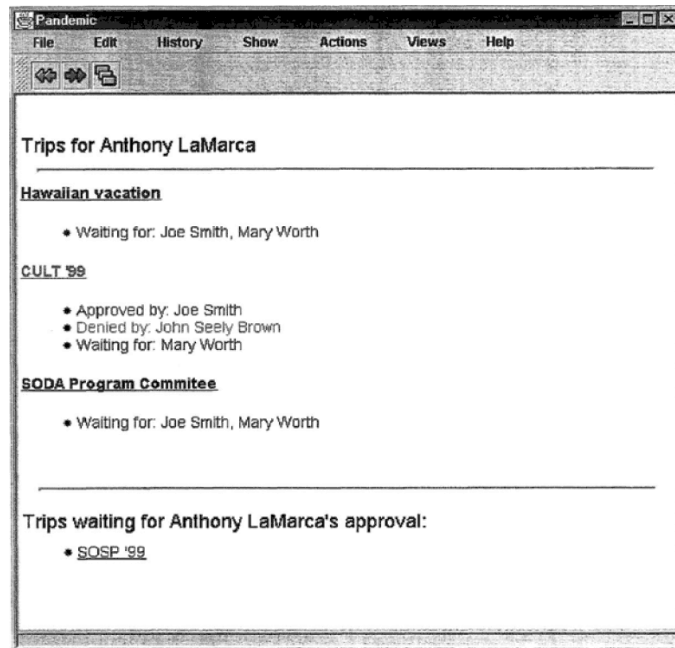 Pandemic
File Edit History Show Actions Views Help
Trips for Anthony LaMarca
Hawaiian vacation
Waiting for: Joe Smith, Mary Worth
CULT '99
Approved by: Joe Smith
Denied by: John Seely Brown
Waiting for: Mary Worth
SODA Program Commitee
Waiting for: Joe Smith, Mary Worth
Trips waiting for Anthony LaMarca's approval:
SOSP '99